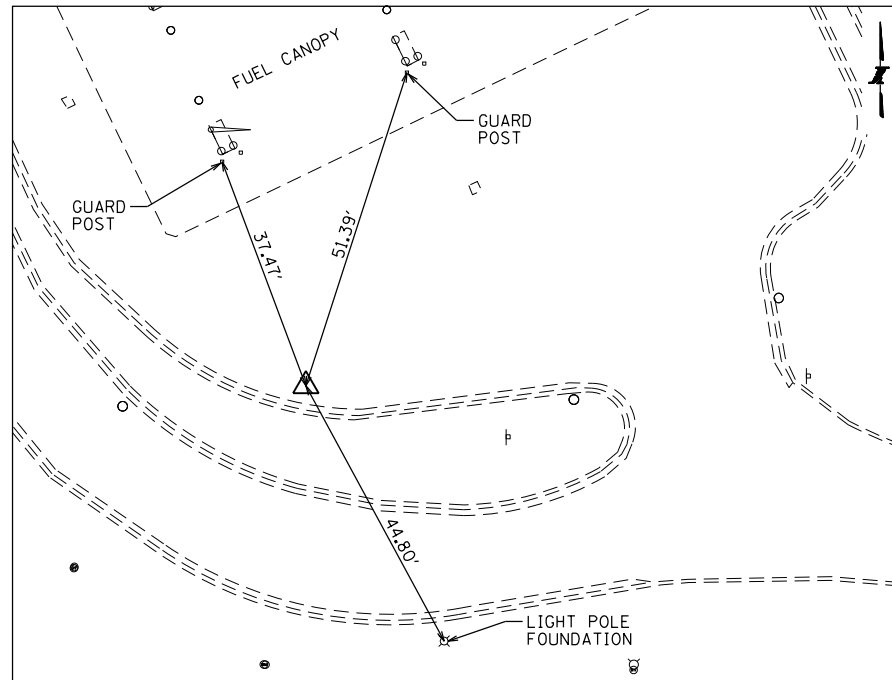 FUEL CANOPY
GUARD
POST
GUARD
POST
37.47'
51.39'
44.80'
LIGHT POLE
FOUNDATION